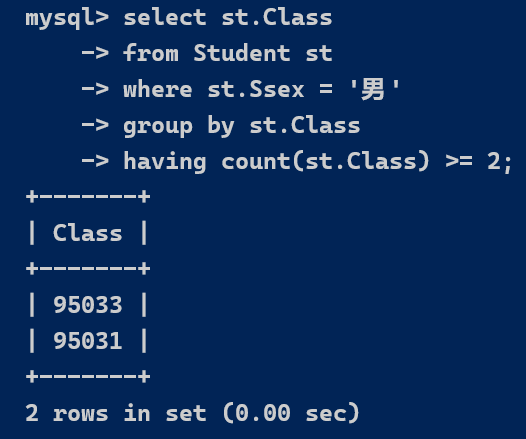 mysql> select st.Class
    -> from Student st
    -> where st.Ssex = '男'
    -> group by st.Class
    -> having count(st.Class) >= 2;
+-------+
| Class |
+-------+
| 95033 |
| 95031 |
+-------+
2 rows in set (0.00 sec)